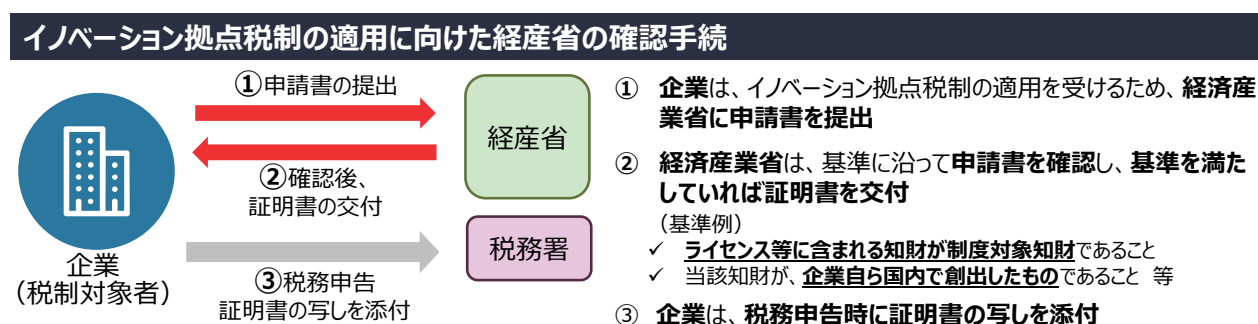 イノベーション拠点税制の適用に向けた経産省の確認手続
①申請書の提出
②確認後、
証明書の交付
③税務申告
証明書の写しを添付
企業
（税制対象者）
経産省
税務署
① 企業は、イノベーション拠点税制の適用を受けるため、経済産
業省に申請書を提出
② 経済産業省は、基準に沿って申請書を確認し、基準を満た
していれば証明書を交付
（基準例）
✓ ライセンス等に含まれる知財が制度対象知財であること
✓ 当該知財が、企業自ら国内で創出したものであること 等
③ 企業は、税務申告時に証明書の写しを添付